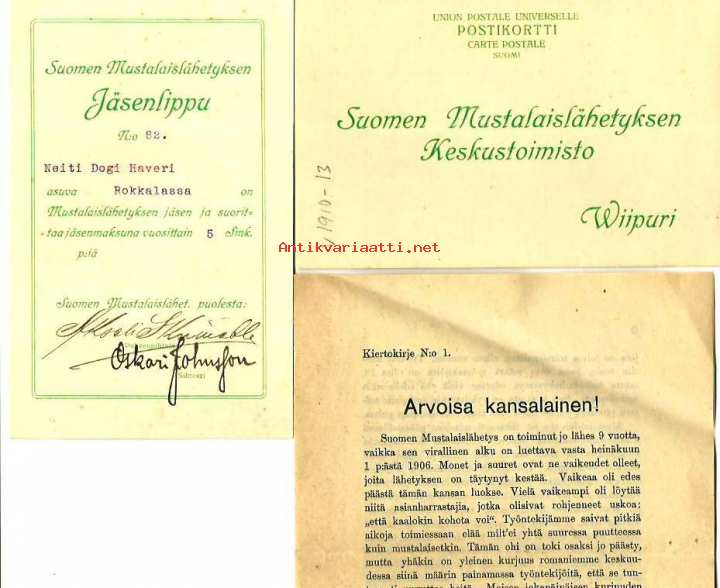 Suomen Mustalaislähetyksen
Jäsenlippu
N:o 82.
Neiti Dogi Haveri
asuva Rokkalassa on
Mustalaislähetyksen jäsen ja suorit=
=taa jäsenmaksuna vuosittain 5 Smk.
p:iä
Suomen Mustalaislähet. puolesta:
Oskari Johnsson
UNION POSTALE UNIVERSELLE
POSTIKORTTI
CARTE POSTALE
SUOMI
Suomen Mustalaislähetyksen
Keskustoimisto
Wiipuri
1910-13
Antikvariaatti.net
Kiertokirje N:o 1.
Arvoisa kansalainen!
Suomen Mustalaislähetys on toiminut jo lähes 9 vuotta,
vaikka sen virallinen alku on luettava vasta heinäkuun
1 p:ästä 1906. Monet ja suuret ovat ne vaikeudet olleet,
joita lähetyksen on täytynyt kestää. Vaikeaa oli edes
päästä tämän kansan luokse. Vielä vaikeampi oli löytää
niitä asianharrastajia, jotka olisivat rohjenneet uskoa:
„että kaalokin kohota voi“. Työntekijämme saivat pitkiä
aikoja toimiessaan elää milt'ei yhtä suuressa puutteessa
kuin mustalaisetkin. Tämän ohi on toki osaksi jo päästy,
mutta yhäkin on yleinen kurjuus romaniemme keskuu-
dessa siinä määrin painamassa työntekijöitä, että se tun-